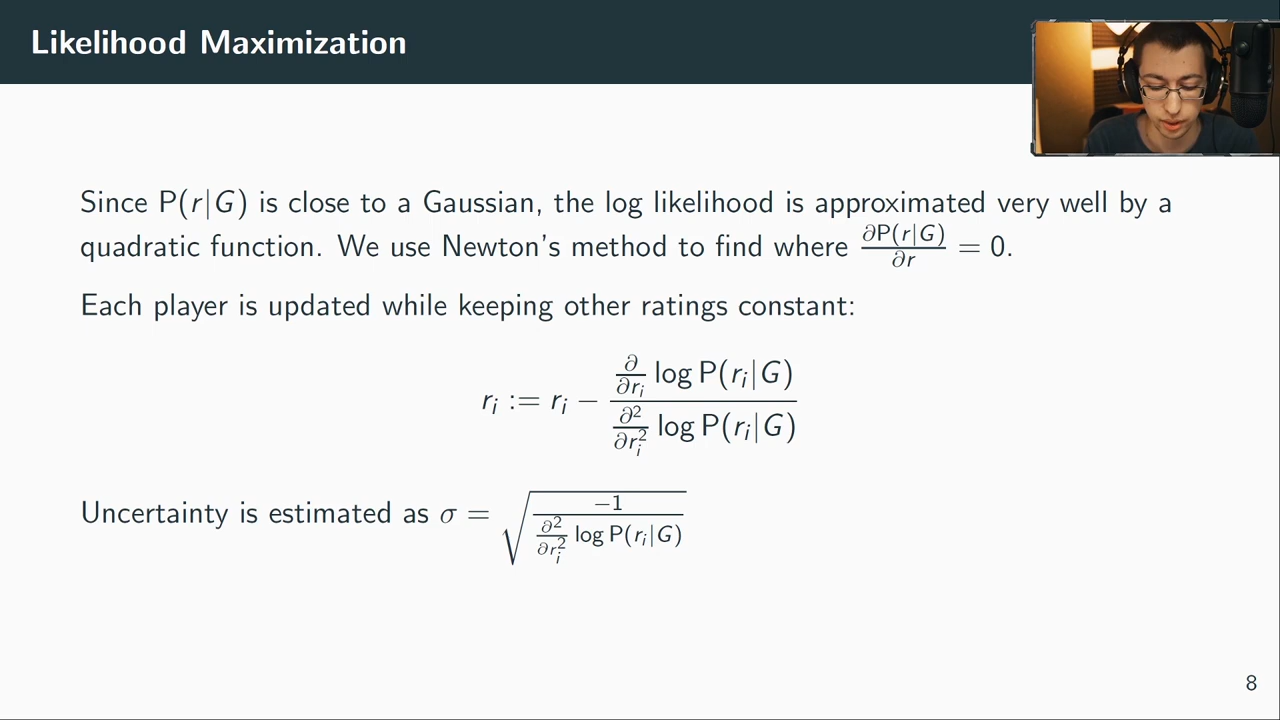 Likelihood Maximization
Since P(r|G) is close to a Gaussian, the log likelihood is approximated very well by a
quadratic function. We use Newton's method to find where ∂P(r|G)/∂r = 0.
Each player is updated while keeping other ratings constant:
r_i := r_i − (∂/∂r_i log P(r_i|G)) / (∂²/∂r_i² log P(r_i|G))
Uncertainty is estimated as σ = √(−1 / (∂²/∂r_i² log P(r_i|G)))
8